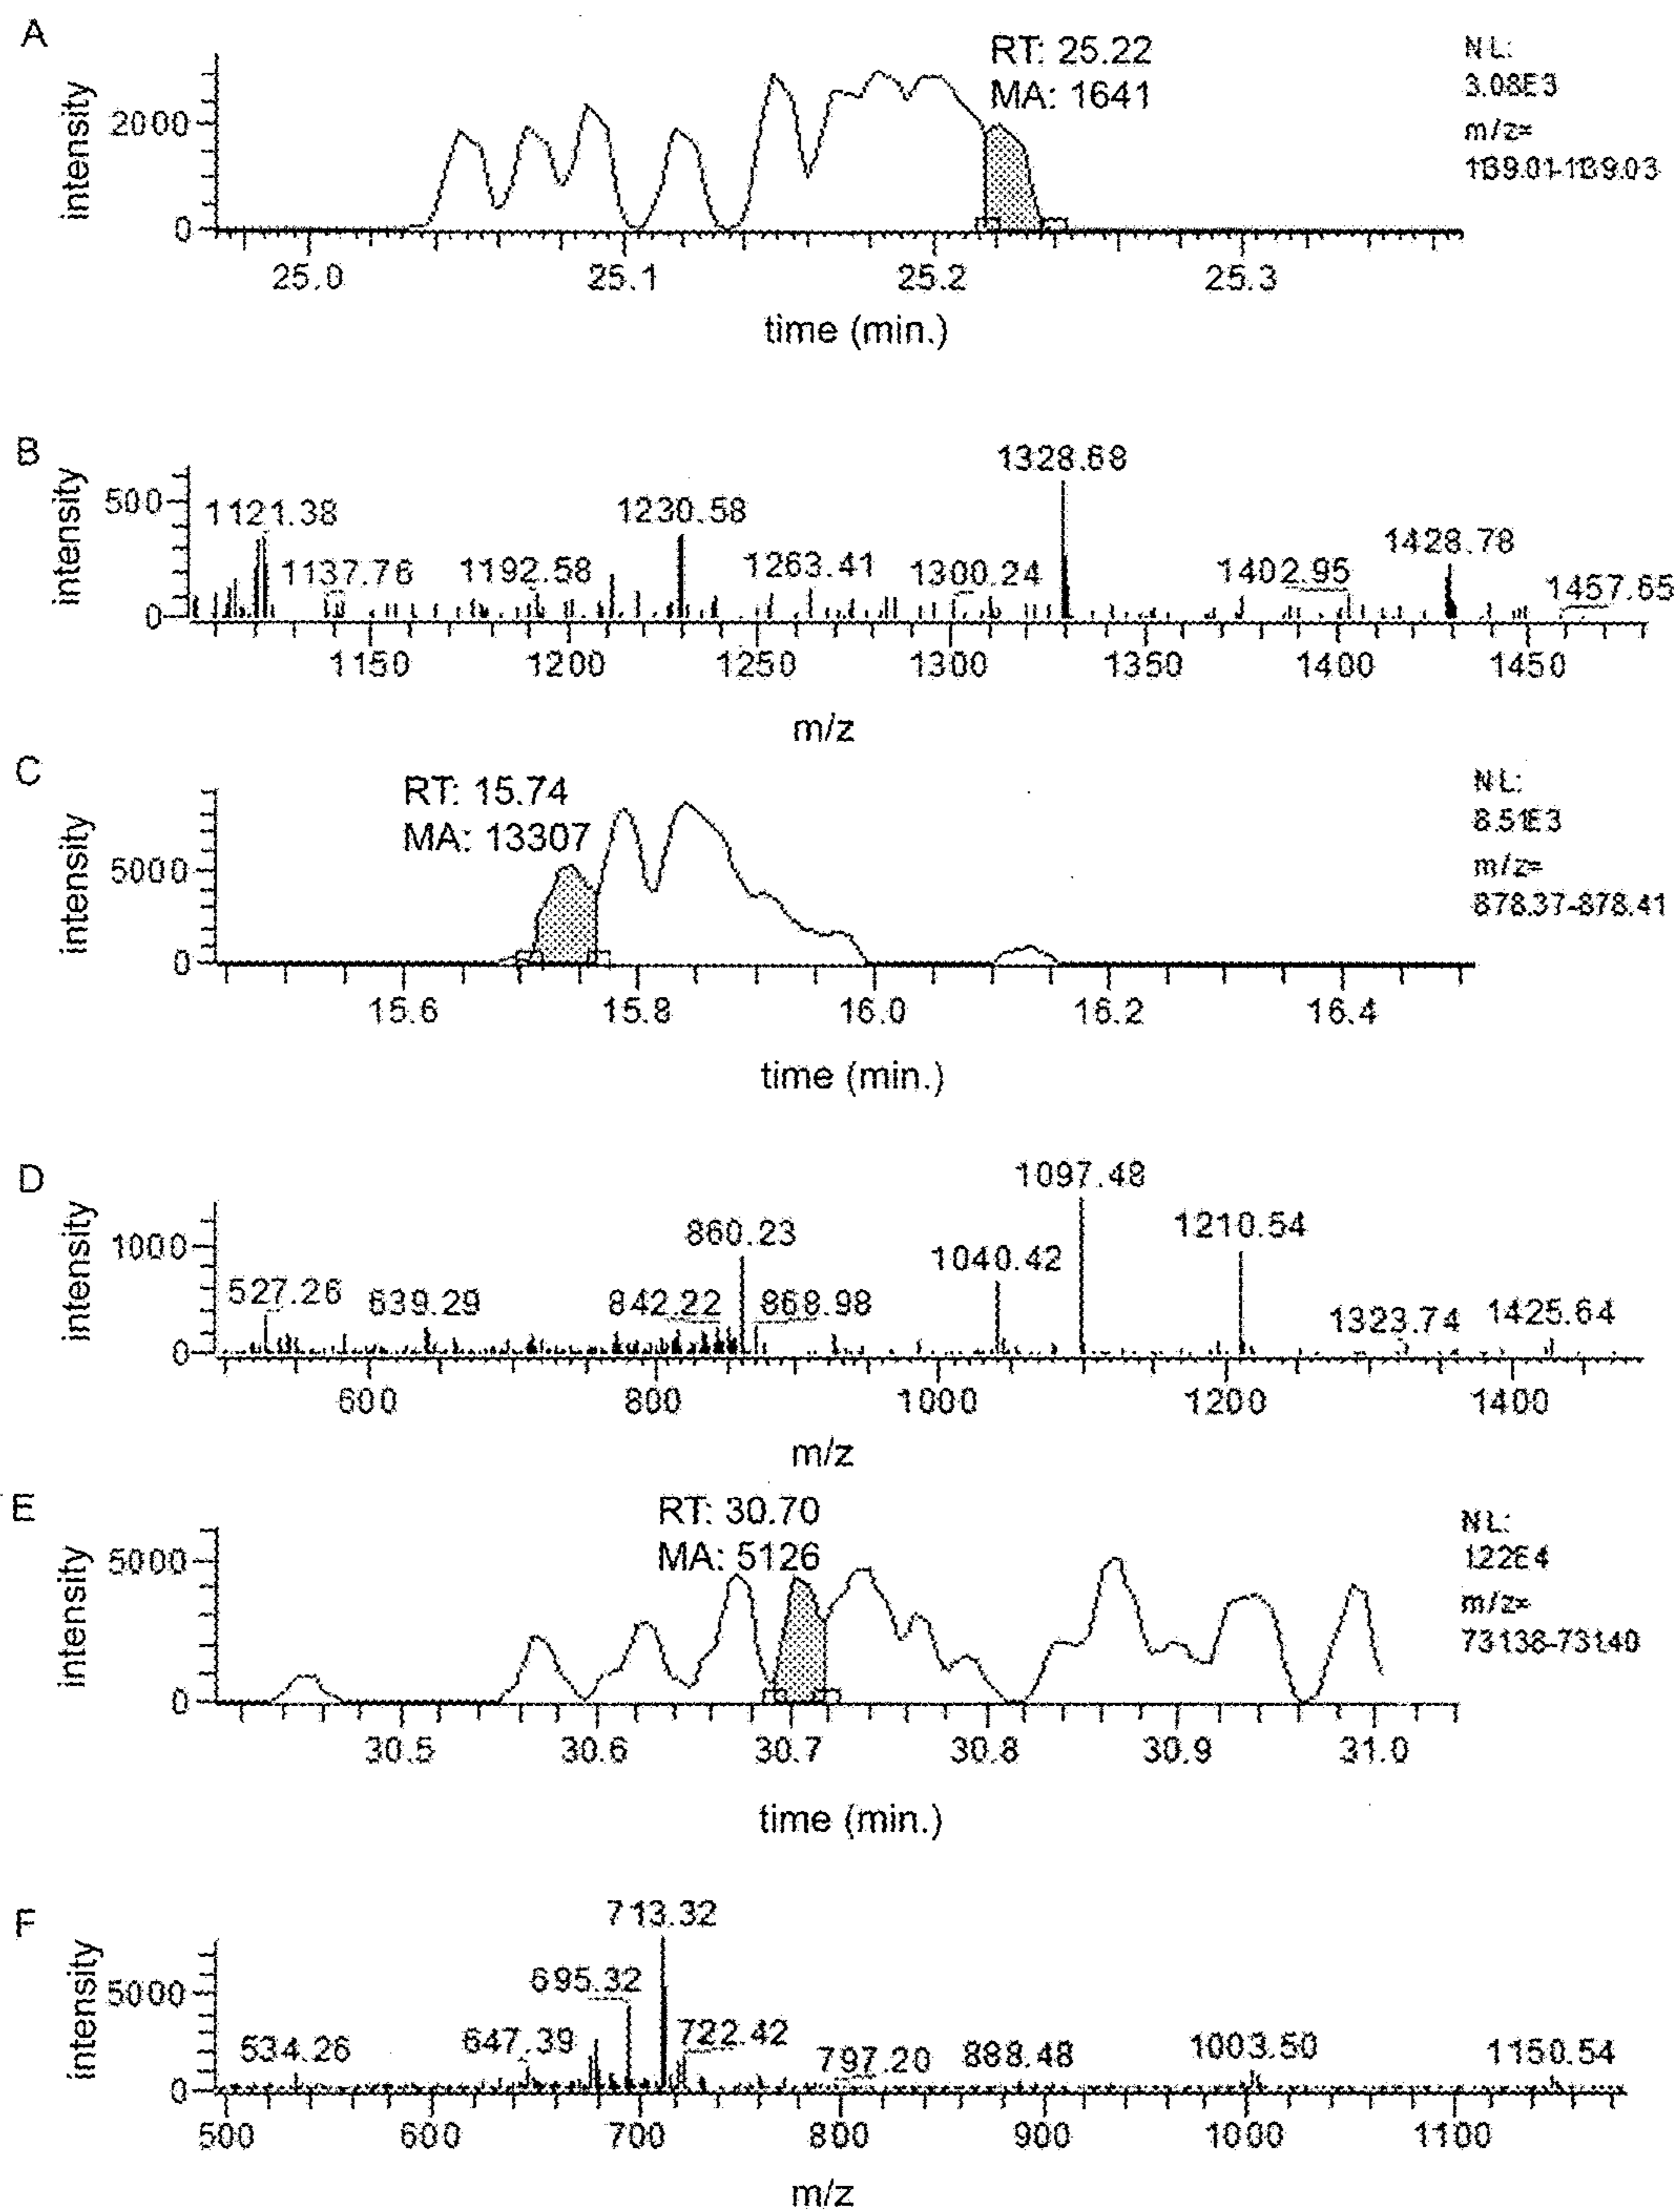 A
RT: 25.22
MA: 1641
NL:
3.08E3
m/z=
1139.01-1139.03
intensity
2000
0
25.0 25.1 25.2 25.3
time (min.)
B
1328.68
intensity
500
1121.38 1230.58 1428.78
1137.76 1192.58 1263.41 1300.24 1402.95 1457.65
0
1150 1200 1250 1300 1350 1400 1450
m/z
C
RT: 15.74
MA: 13307
NL:
8.51E3
m/z=
878.37-878.41
intensity
5000
0
15.6 15.8 16.0 16.2 16.4
time (min.)
D
1097.48
intensity
1000
860.23 1040.42 1210.54
527.26 639.29 842.22 868.98 1323.74 1425.64
0
600 800 1000 1200 1400
m/z
E
RT: 30.70
MA: 5126
NL:
1.22E4
m/z=
731.38-731.40
intensity
5000
0
30.5 30.6 30.7 30.8 30.9 31.0
time (min.)
F
713.32
intensity
5000
695.32
534.26 647.39 722.42 797.20 888.48 1003.50 1150.54
0
500 600 700 800 900 1000 1100
m/z